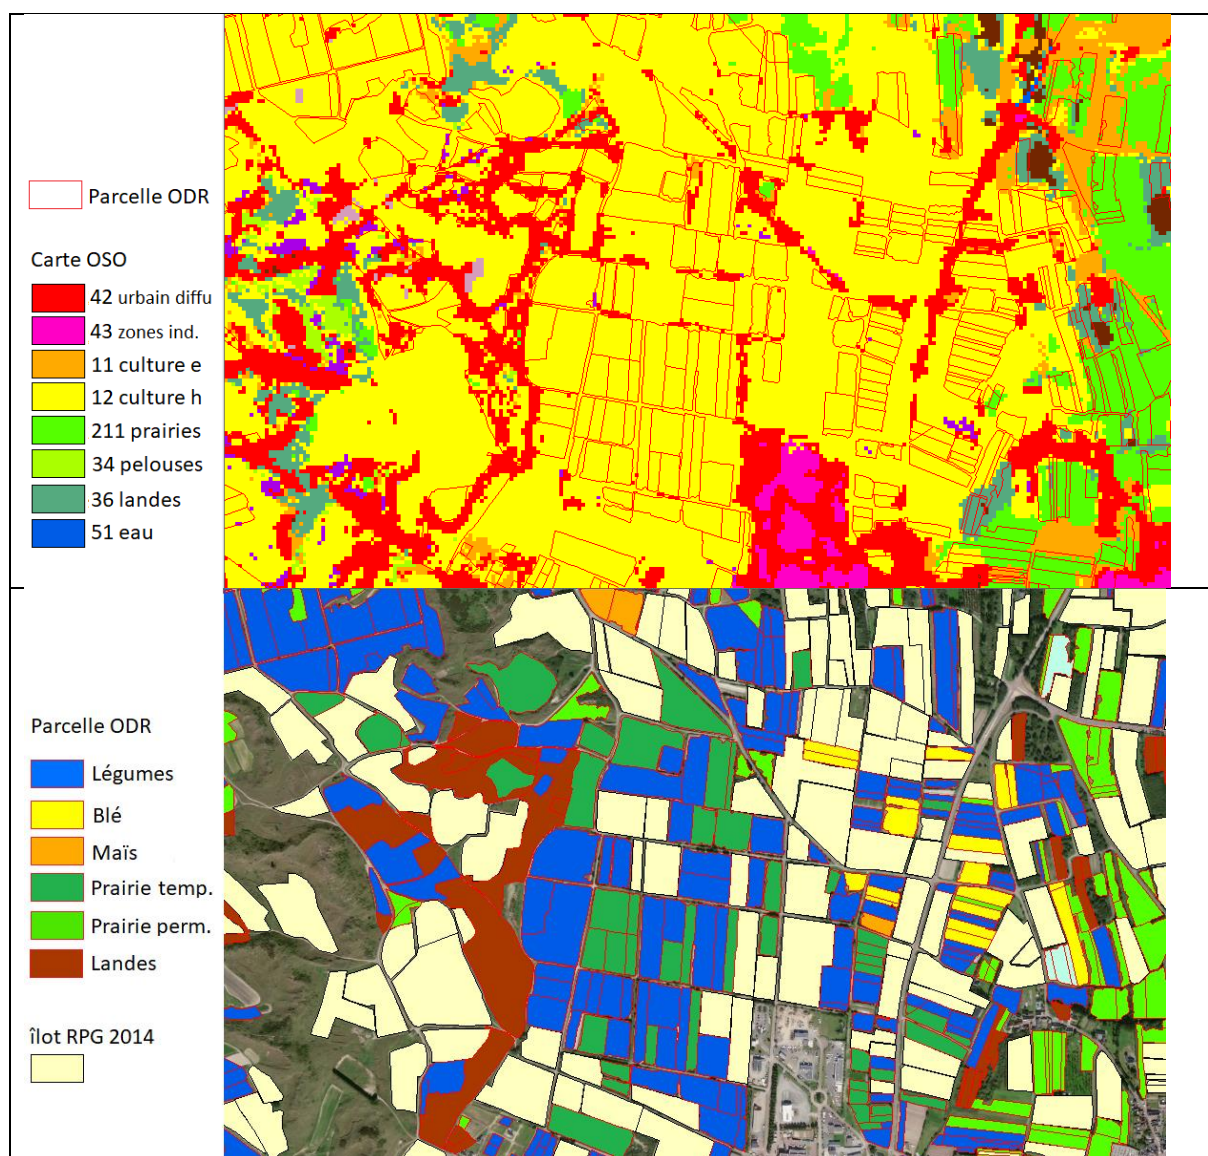 Parcelle ODR
Carte OSO
42 urbain diffu
43 zones ind.
11 culture e
12 culture h
211 prairies
34 pelouses
36 landes
51 eau
Parcelle ODR
Légumes
Blé
Maïs
Prairie temp.
Prairie perm.
Landes
îlot RPG 2014